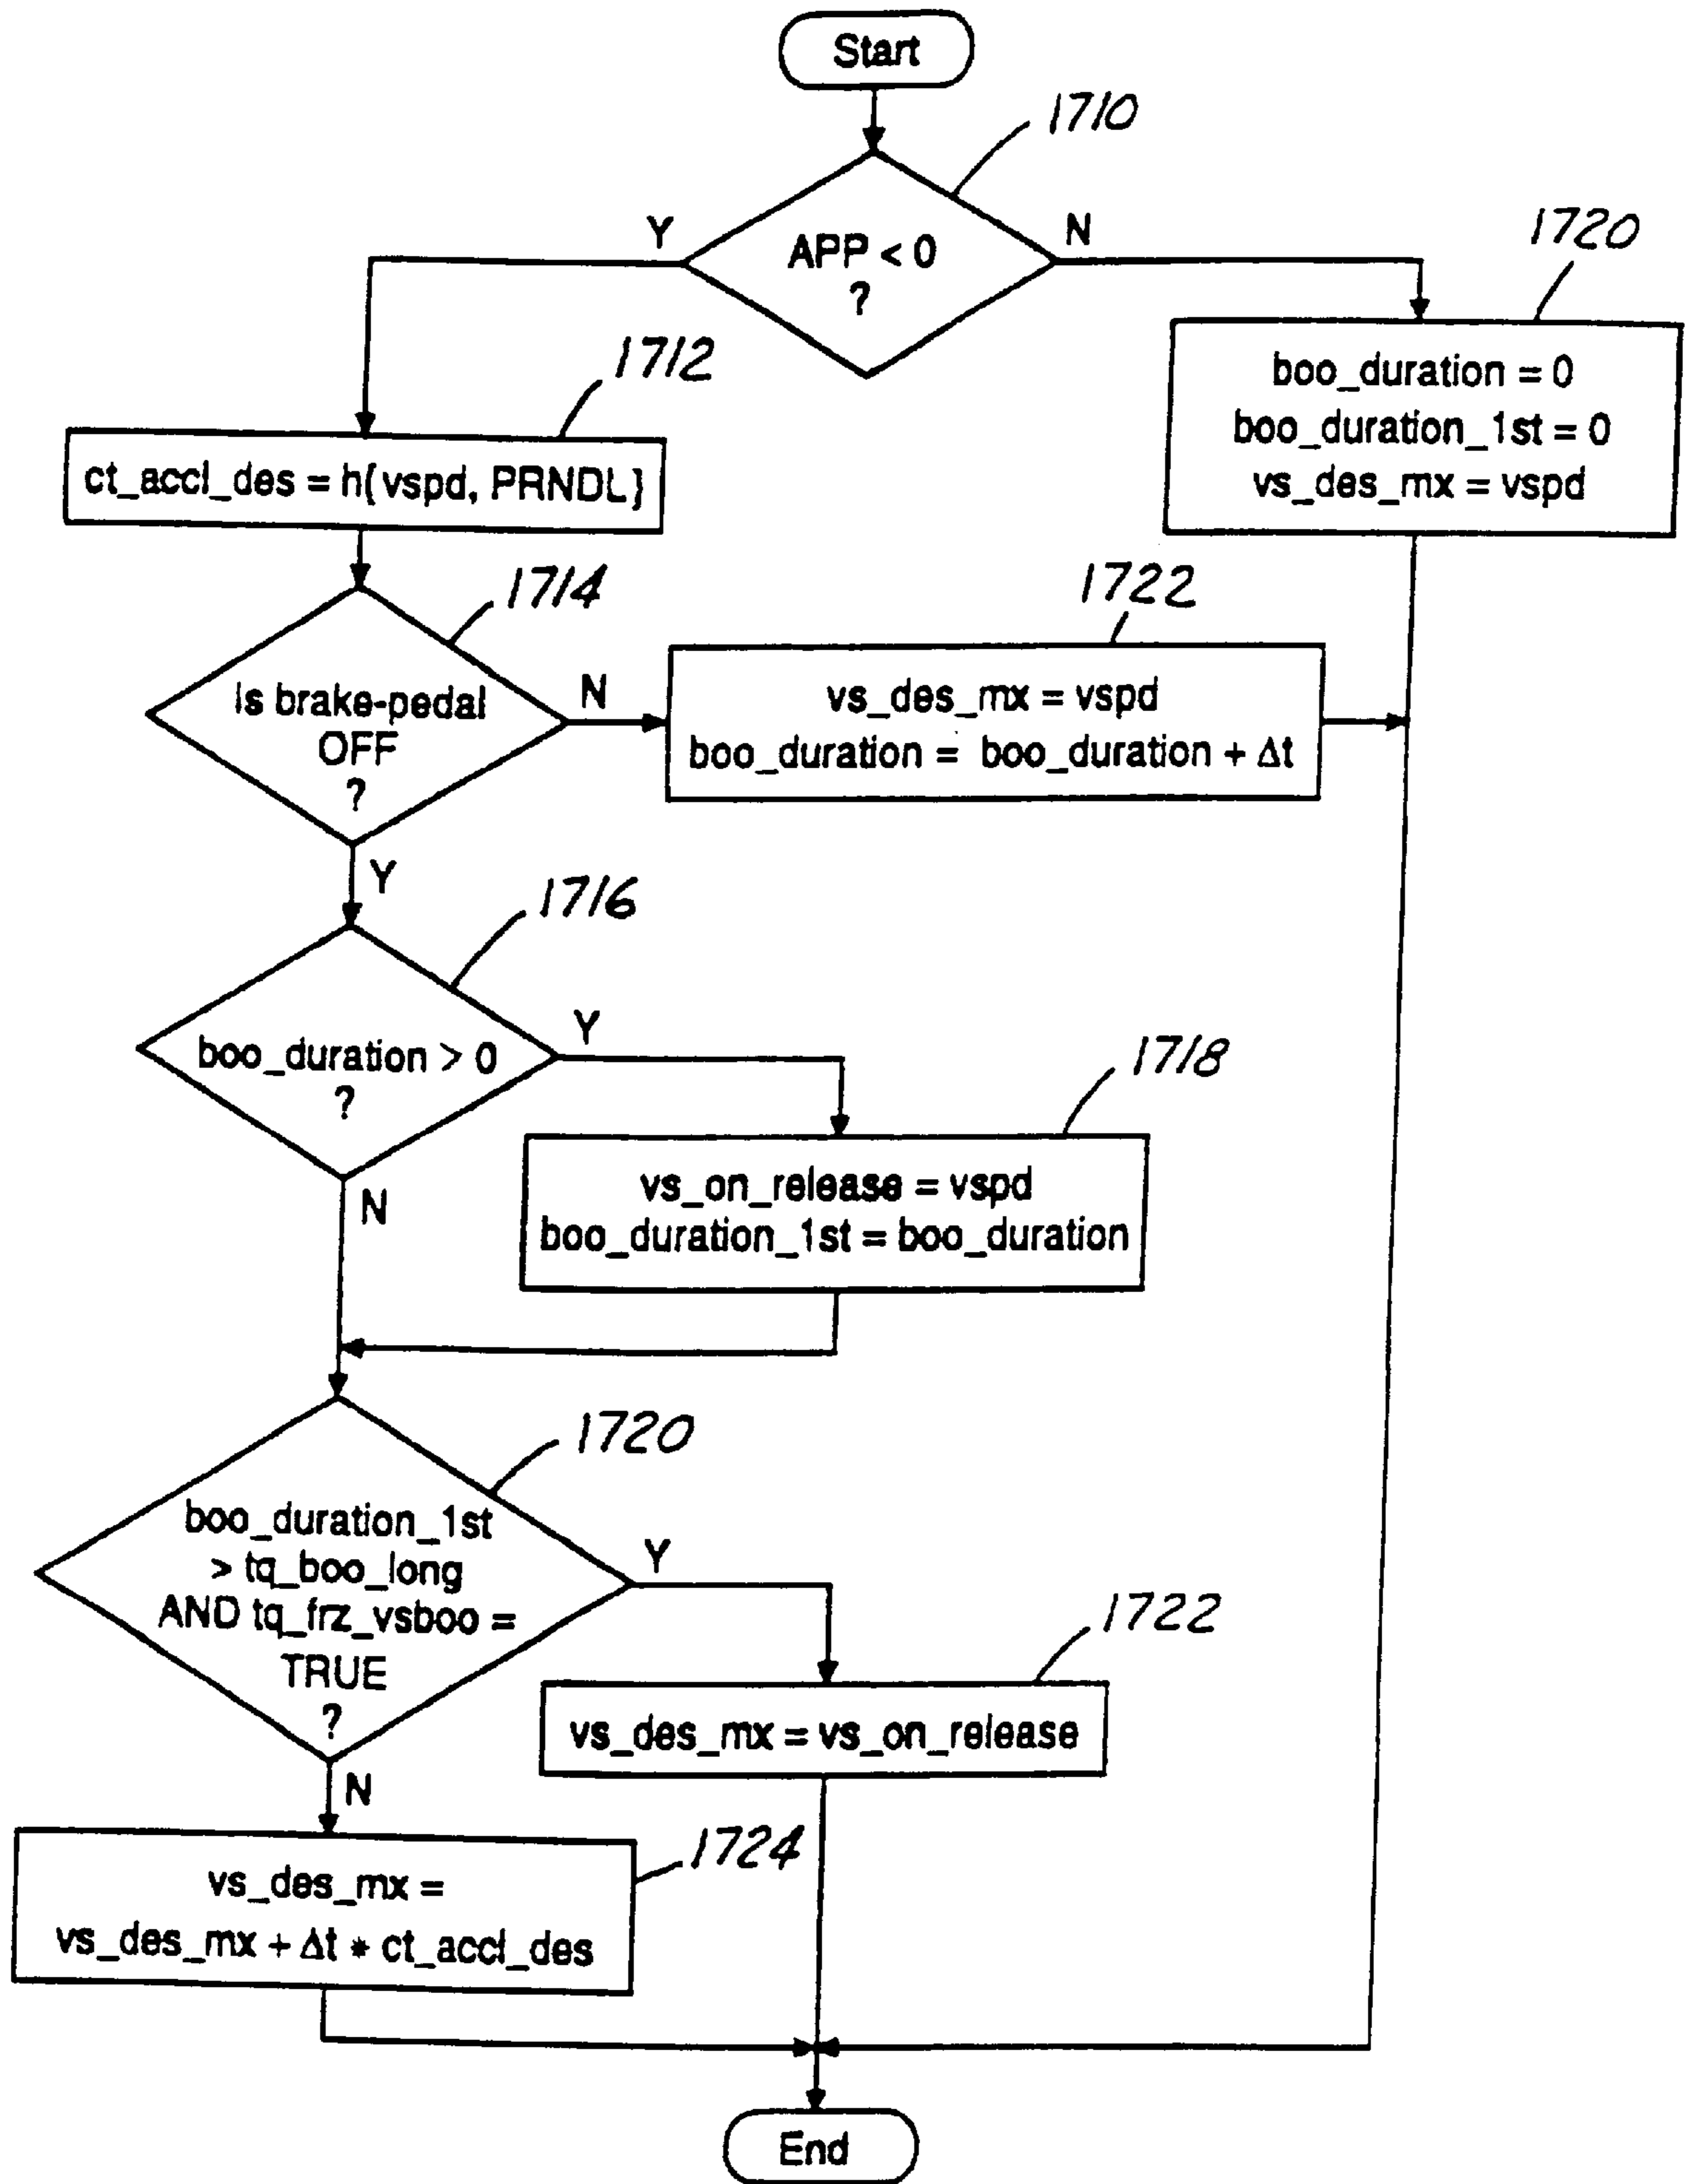 Start
1710
APP < 0
?
Y
N
1720
boo_duration = 0
boo_duration_1st = 0
vs_des_mx = vspd
1712
ct_accl_des = h{vspd, PRNDL}
1714
Is brake-pedal
OFF
?
N
Y
1722
vs_des_mx = vspd
boo_duration = boo_duration + Δt
1716
boo_duration > 0
?
Y
N
1718
vs_on_release = vspd
boo_duration_1st = boo_duration
1720
boo_duration_1st
> tq_boo_long
AND tq_frz_vsboo =
TRUE
?
Y
N
1722
vs_des_mx = vs_on_release
1724
vs_des_mx =
vs_des_mx + Δt * ct_accl_des
End